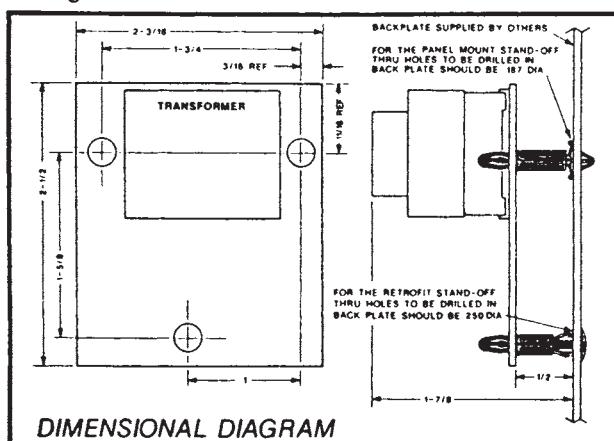 2-3/16
1-3/4
3/16 REF
TRANSFORMER
11/16 REF
2-1/2
1-5/8
1
BACKPLATE SUPPLIED BY OTHERS
FOR THE PANEL MOUNT STAND-OFF
THRU HOLES TO BE DRILLED IN
BACK PLATE SHOULD BE .187 DIA
FOR THE RETROFIT STAND-OFF
THRU HOLES TO BE DRILLED IN
BACK PLATE SHOULD BE .250 DIA
1/2
1-7/8
DIMENSIONAL DIAGRAM